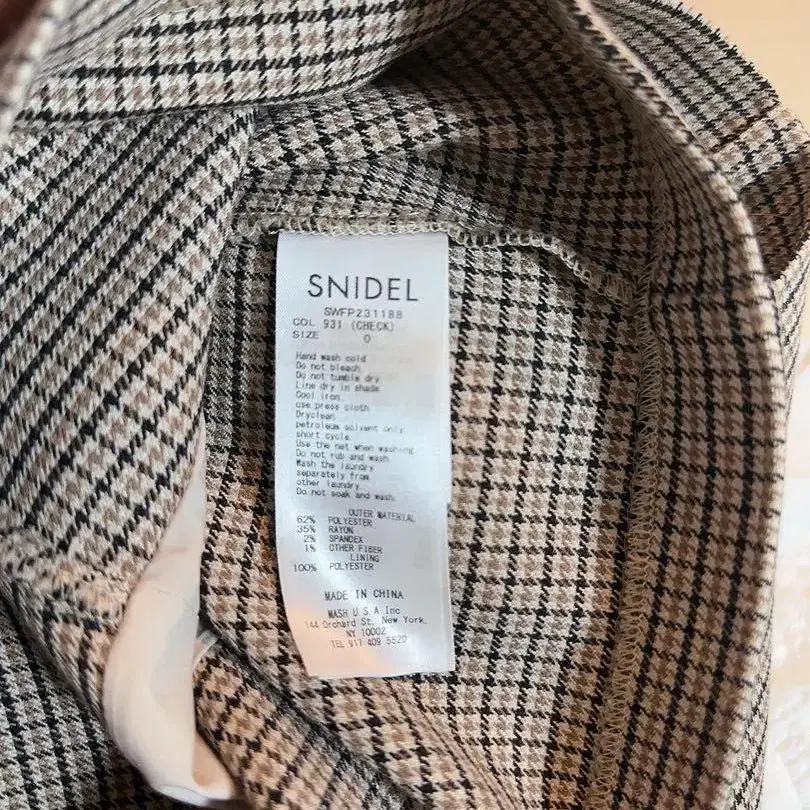 SNIDEL
SWFP231188
COL 931 (CHECK)
SIZE 0
Hand wash cold
Do not bleach
Do not tumble dry
Line dry in shade
Cool iron
use press cloth
Dryclean
petroleum solvent only
short cycle
Use the net when washing
Do not rub and wash
Wash the laundry
separately from
other laundry
Do not soak and wash
OUTER MATERIAL
62% POLYESTER
35% RAYON
2% SPANDEX
1% OTHER FIBER
LINING
100% POLYESTER
MADE IN CHINA
MASH U.S.A Inc
144 Orchard St. New York.
NY 10002
TEL 917 409 5520